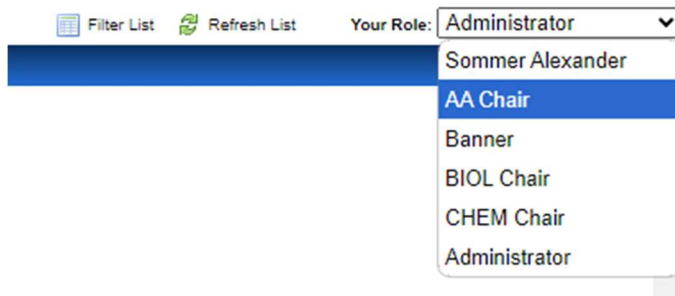 Filter List Refresh List Your Role: Administrator
Sommer Alexander
AA Chair
Banner
BIOL Chair
CHEM Chair
Administrator